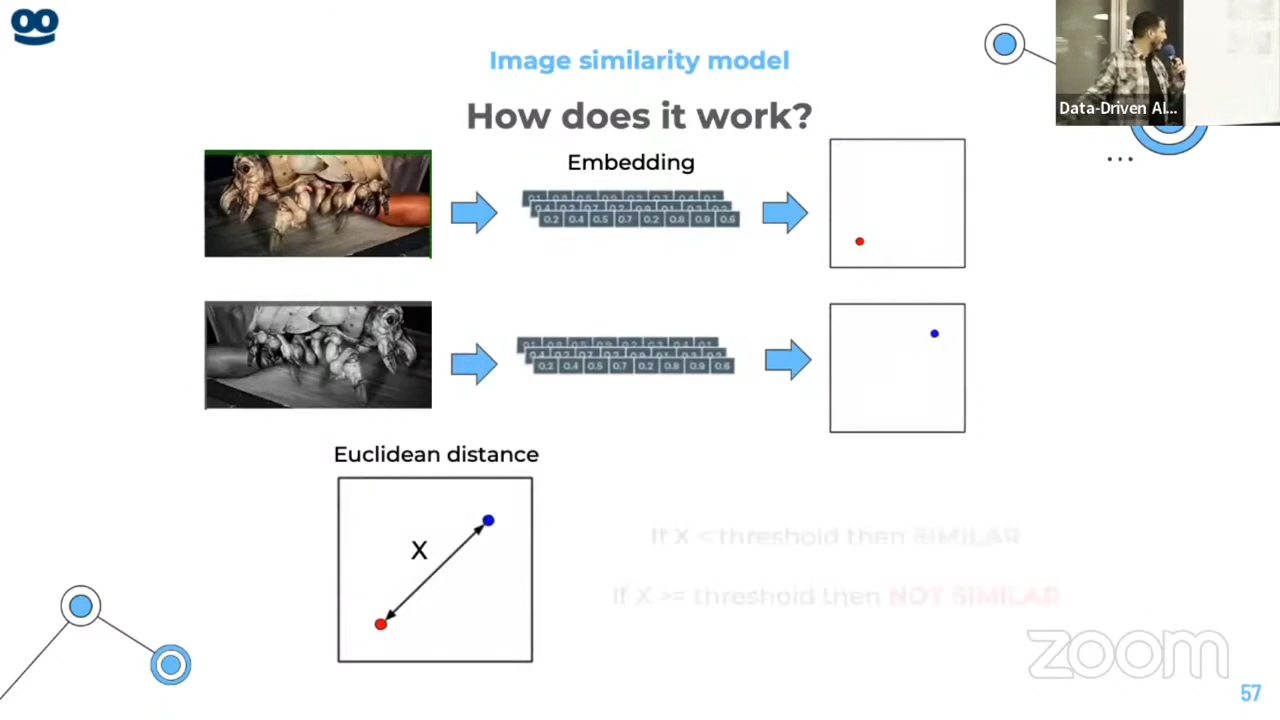 Image similarity model
How does it work?
Data-Driven AI...
...
Embedding
0.2 0.4 0.5 0.7 0.2 0.8 0.9 0.6
0.2 0.4 0.5 0.7 0.2 0.8 0.9 0.6
Euclidean distance
X
If X < threshold then SIMILAR
If X >= threshold then NOT SIMILAR
zoom
57